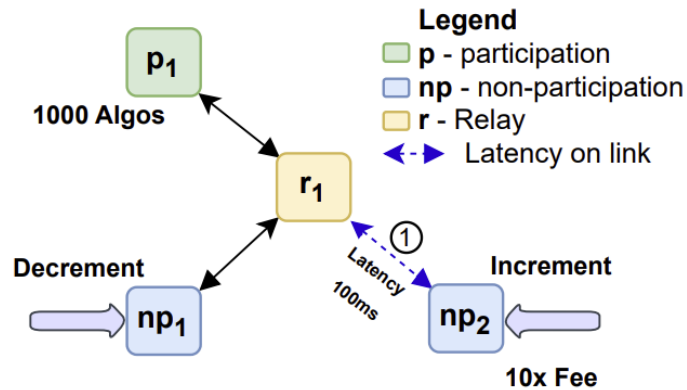 Legend
p - participation
np - non-participation
r - Relay
Latency on link
p1
1000 Algos
r1
1
Latency
100ms
Decrement
np1
Increment
np2
10x Fee